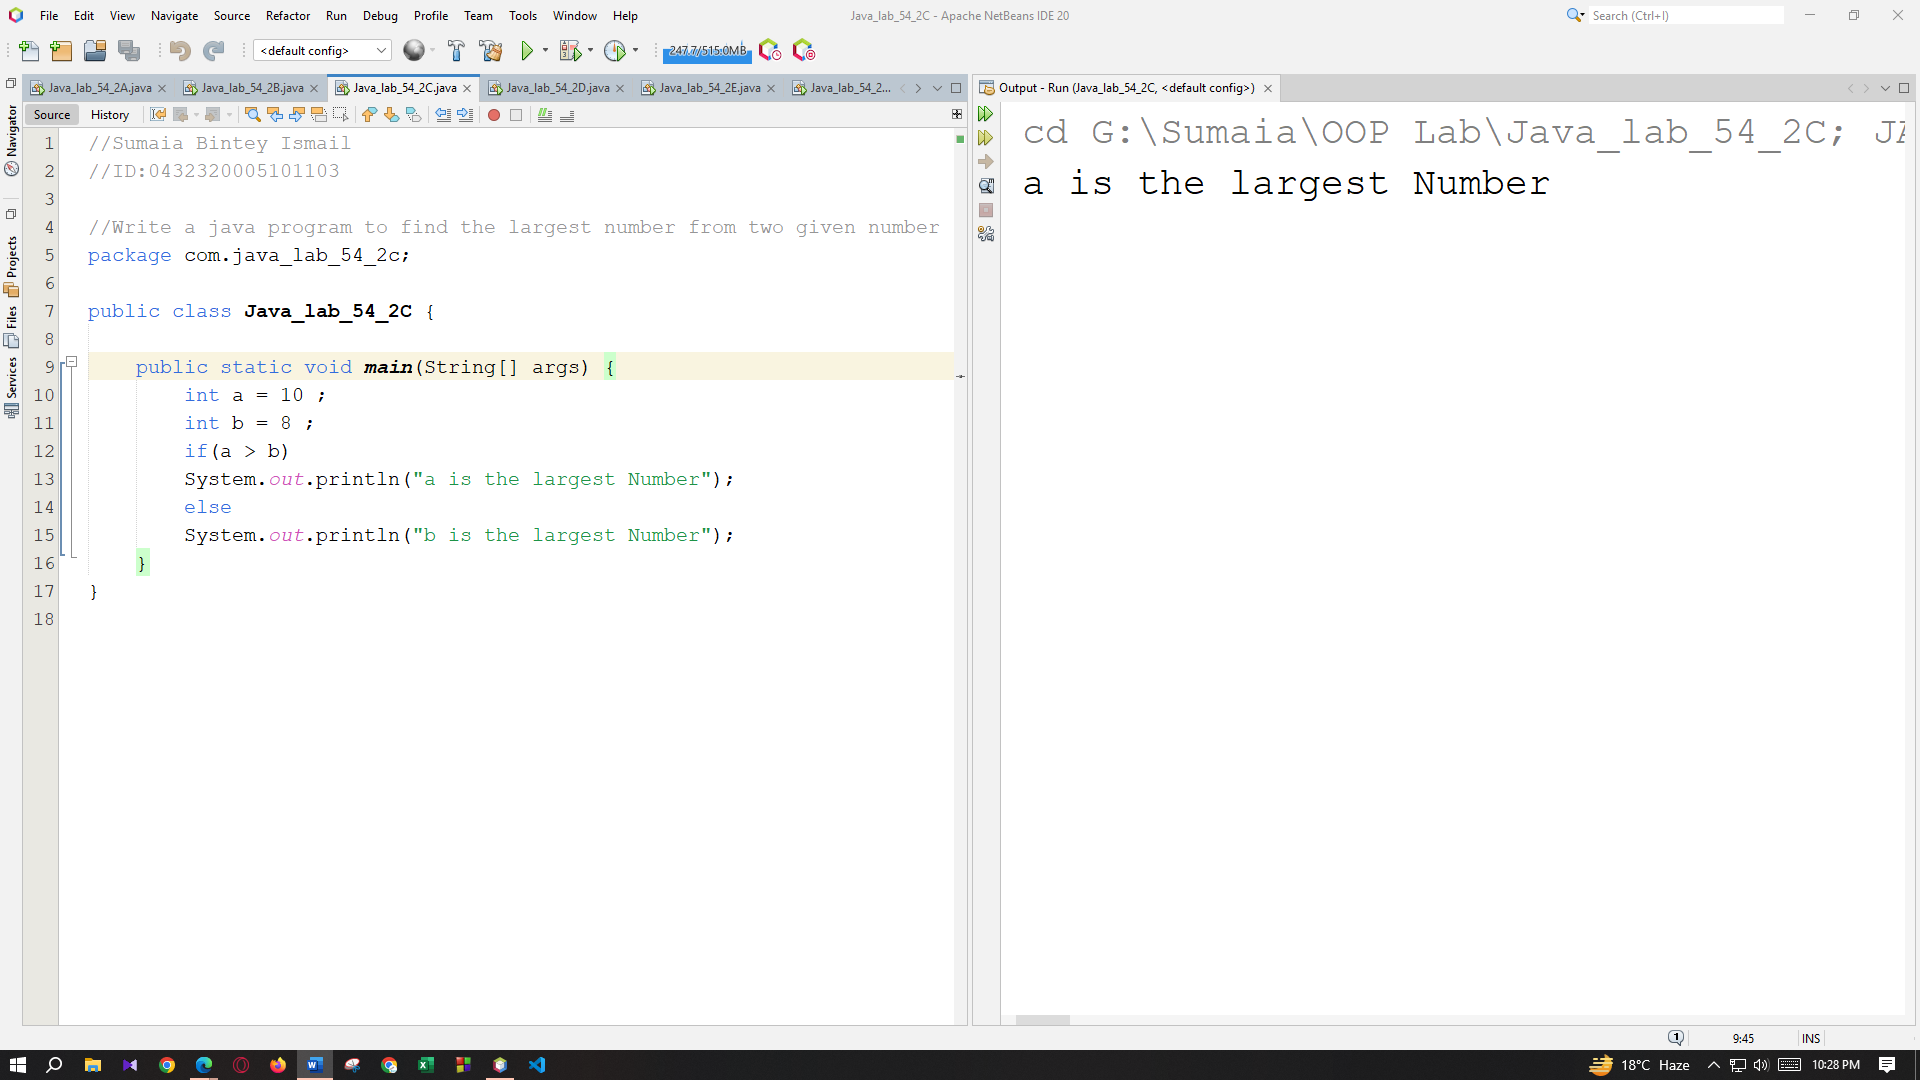 File Edit View Navigate Source Refactor Run Debug Profile Team Tools Window Help
Java_lab_54_2C - Apache NetBeans IDE 20
Search (Ctrl+I)
<default config>
247.7/515.0MB
Java_lab_54_2A.java
Java_lab_54_2B.java
Java_lab_54_2C.java
Java_lab_54_2D.java
Java_lab_54_2E.java
Java_lab_54_2...
Source History
Navigator
Projects
Files
Services
1 //Sumaia Bintey Ismail
2 //ID:0432320005101103
3
4 //Write a java program to find the largest number from two given number
5 package com.java_lab_54_2c;
6
7 public class Java_lab_54_2C {
8
9 public static void main(String[] args) {
10 int a = 10 ;
11 int b = 8 ;
12 if(a > b)
13 System.out.println("a is the largest Number");
14 else
15 System.out.println("b is the largest Number");
16 }
17 }
18
Output - Run (Java_lab_54_2C, <default config>)
cd G:\Sumaia\OOP Lab\Java_lab_54_2C; JA
a is the largest Number
1
9:45
INS
18°C Haze
10:28 PM